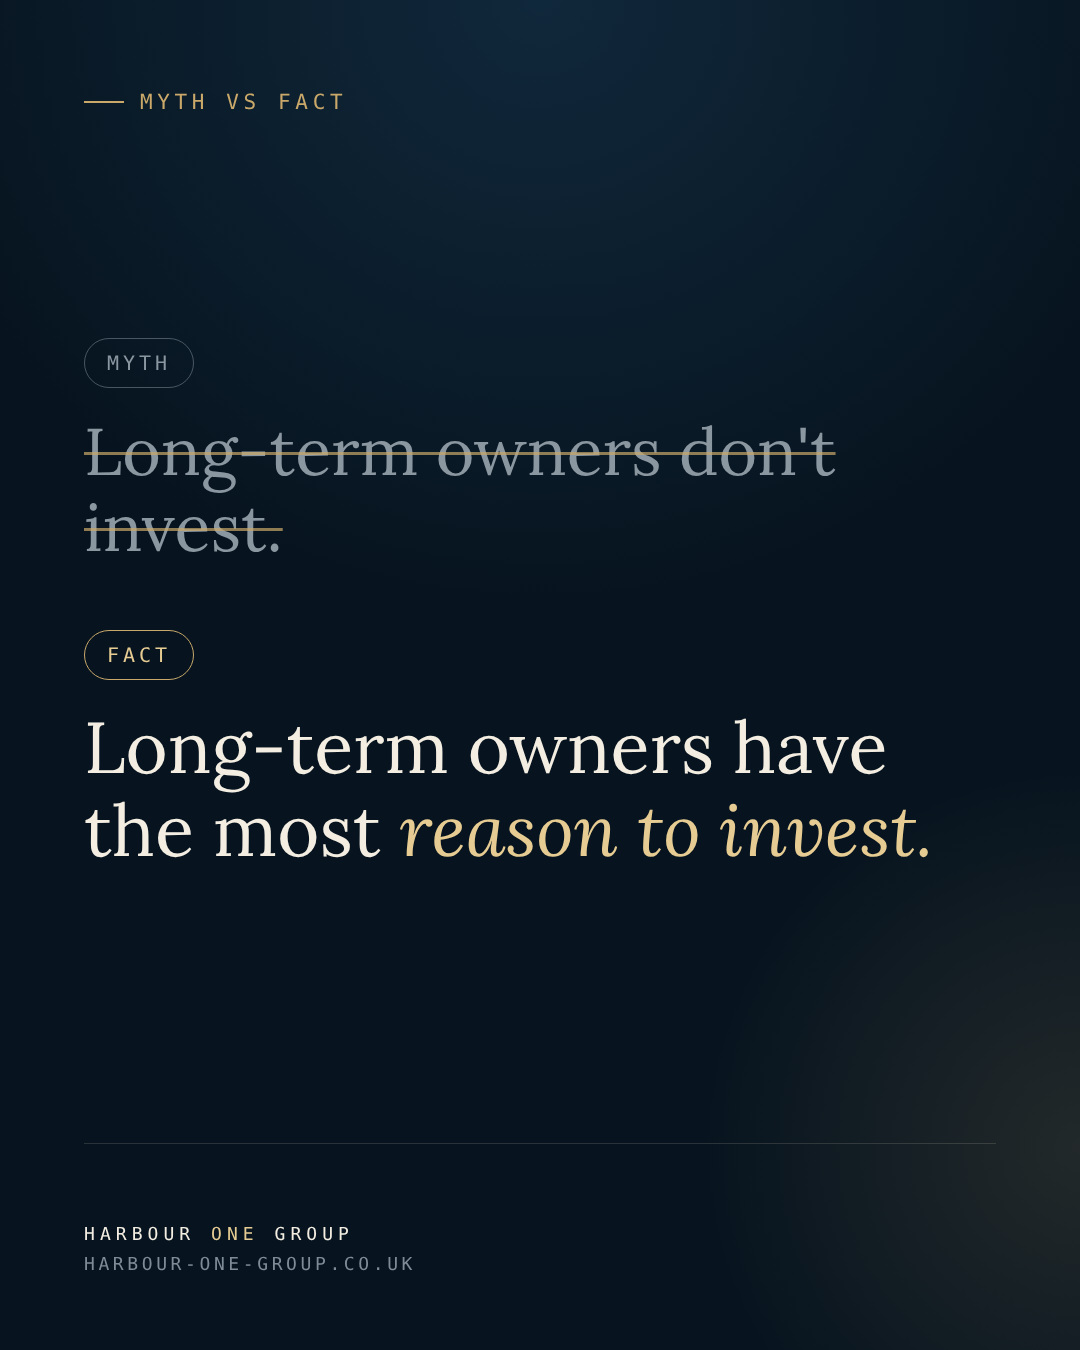 MYTH VS FACT
MYTH
Long-term owners don't
invest.
FACT
Long-term owners have
the most reason to invest.
HARBOUR ONE GROUP
HARBOUR-ONE-GROUP.CO.UK